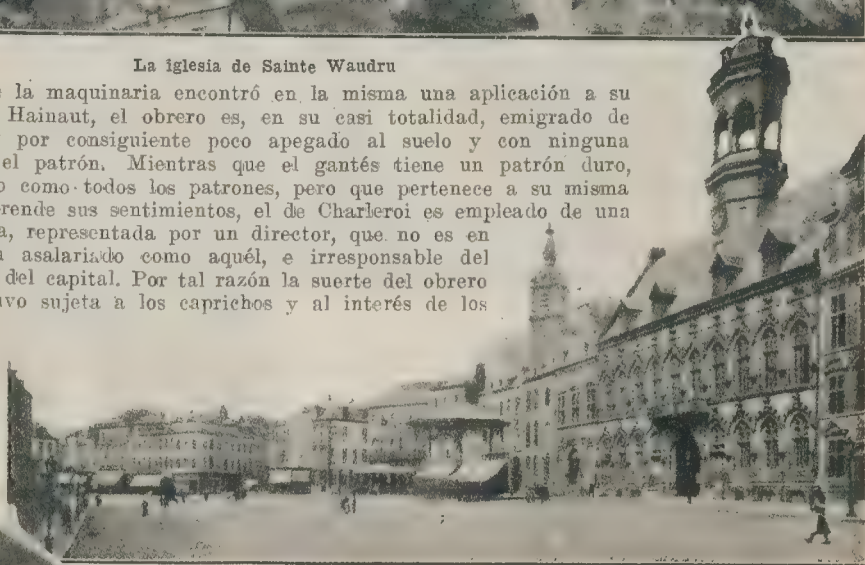 La iglesia de Sainte Waudru
la maquinaria encontró en la misma una aplicación a su
Hainaut, el obrero es, en su casi totalidad, emigrado de
por consiguiente poco apegado al suelo y con ninguna
el patrón. Mientras que el gantés tiene un patrón duro,
como todos los patrones, pero que pertenece a su misma
rende sus sentimientos, el de Charleroi es empleado de una
a, representada por un director, que no es en
asalariado como aquél, e irresponsable del
del capital. Por tal razón la suerte del obrero
vo sujeta a los caprichos y al interés de los